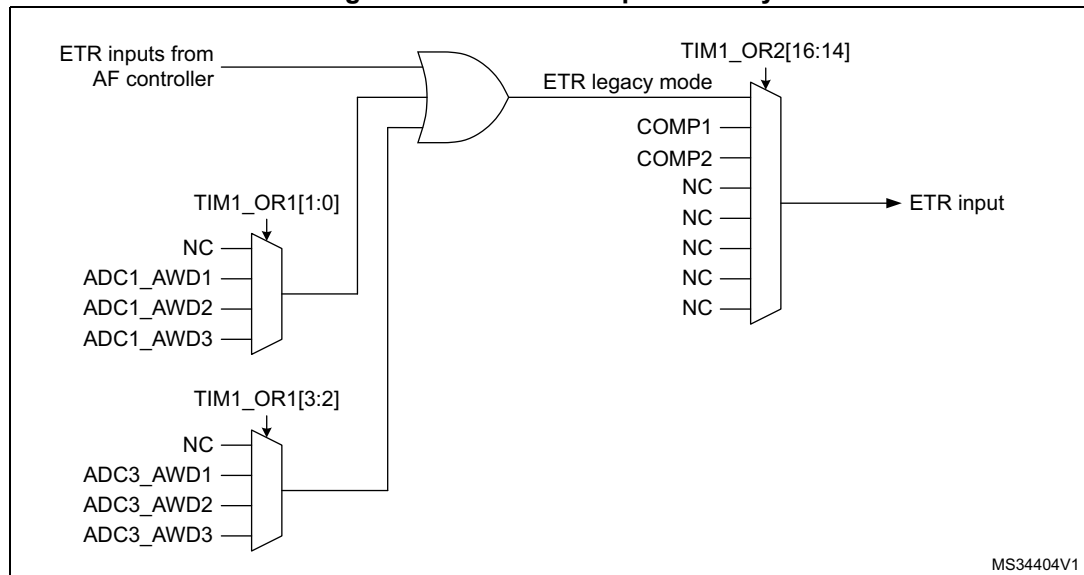 ETR inputs from
AF controller
ETR legacy mode
TIM1_OR2[16:14]
COMP1
COMP2
NC
NC
NC
NC
NC
ETR input
TIM1_OR1[1:0]
NC
ADC1_AWD1
ADC1_AWD2
ADC1_AWD3
TIM1_OR1[3:2]
NC
ADC3_AWD1
ADC3_AWD2
ADC3_AWD3
MS34404V1